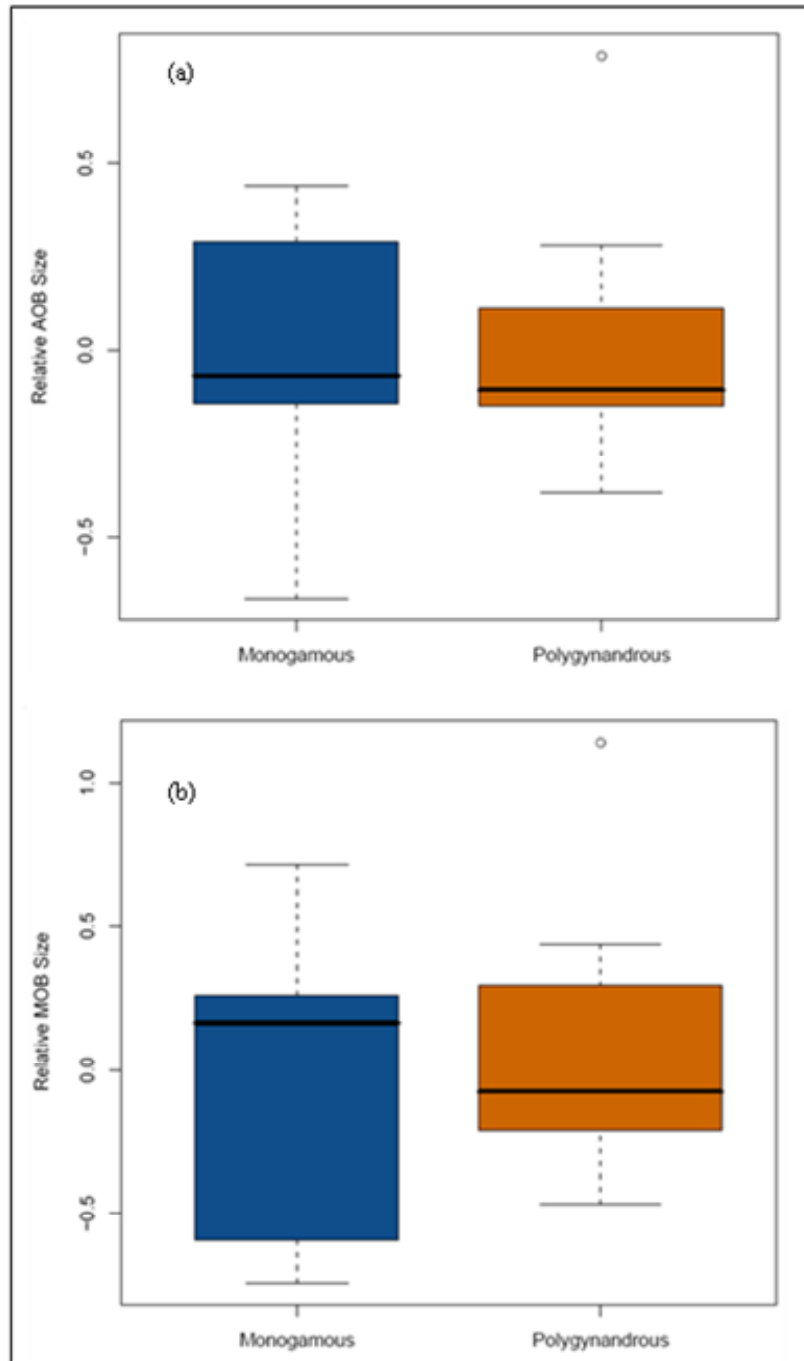 (a)
Relative AOB Size
0.5
0.0
−0.5
Monogamous Polygynandrous
(b)
Relative MOB Size
1.0
0.5
0.0
−0.5
Monogamous Polygynandrous